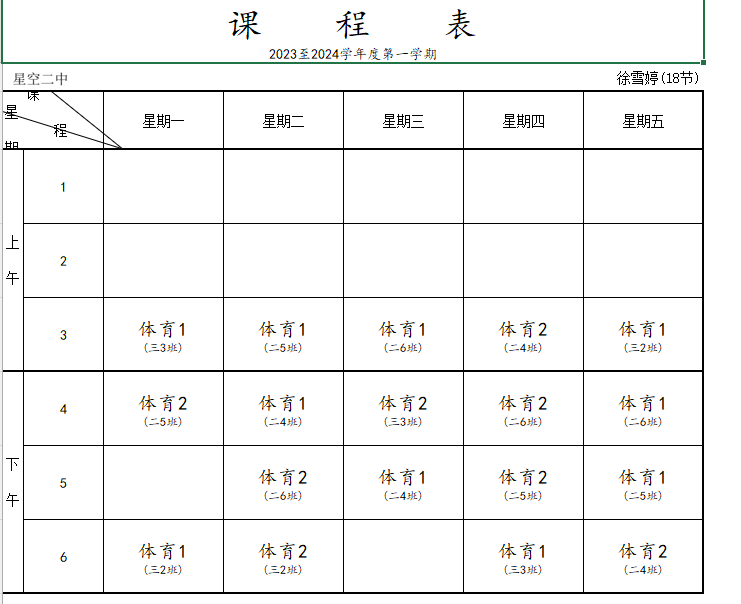 课 程 表
2023至2024学年度第一学期
星空二中 徐雪婷(18节)
课
星 程 期 星期一 星期二 星期三 星期四 星期五
1
上 2
午
3 体育1 体育1 体育1 体育2 体育1
(三3班) (二5班) (二6班) (二4班) (三2班)
4 体育2 体育1 体育2 体育2 体育1
(二5班) (二4班) (三3班) (二6班) (二6班)
下 5 体育2 体育1 体育2 体育1
午 (二6班) (二4班) (二5班) (二5班)
6 体育1 体育2 体育1 体育2
(三2班) (三2班) (三3班) (二4班)